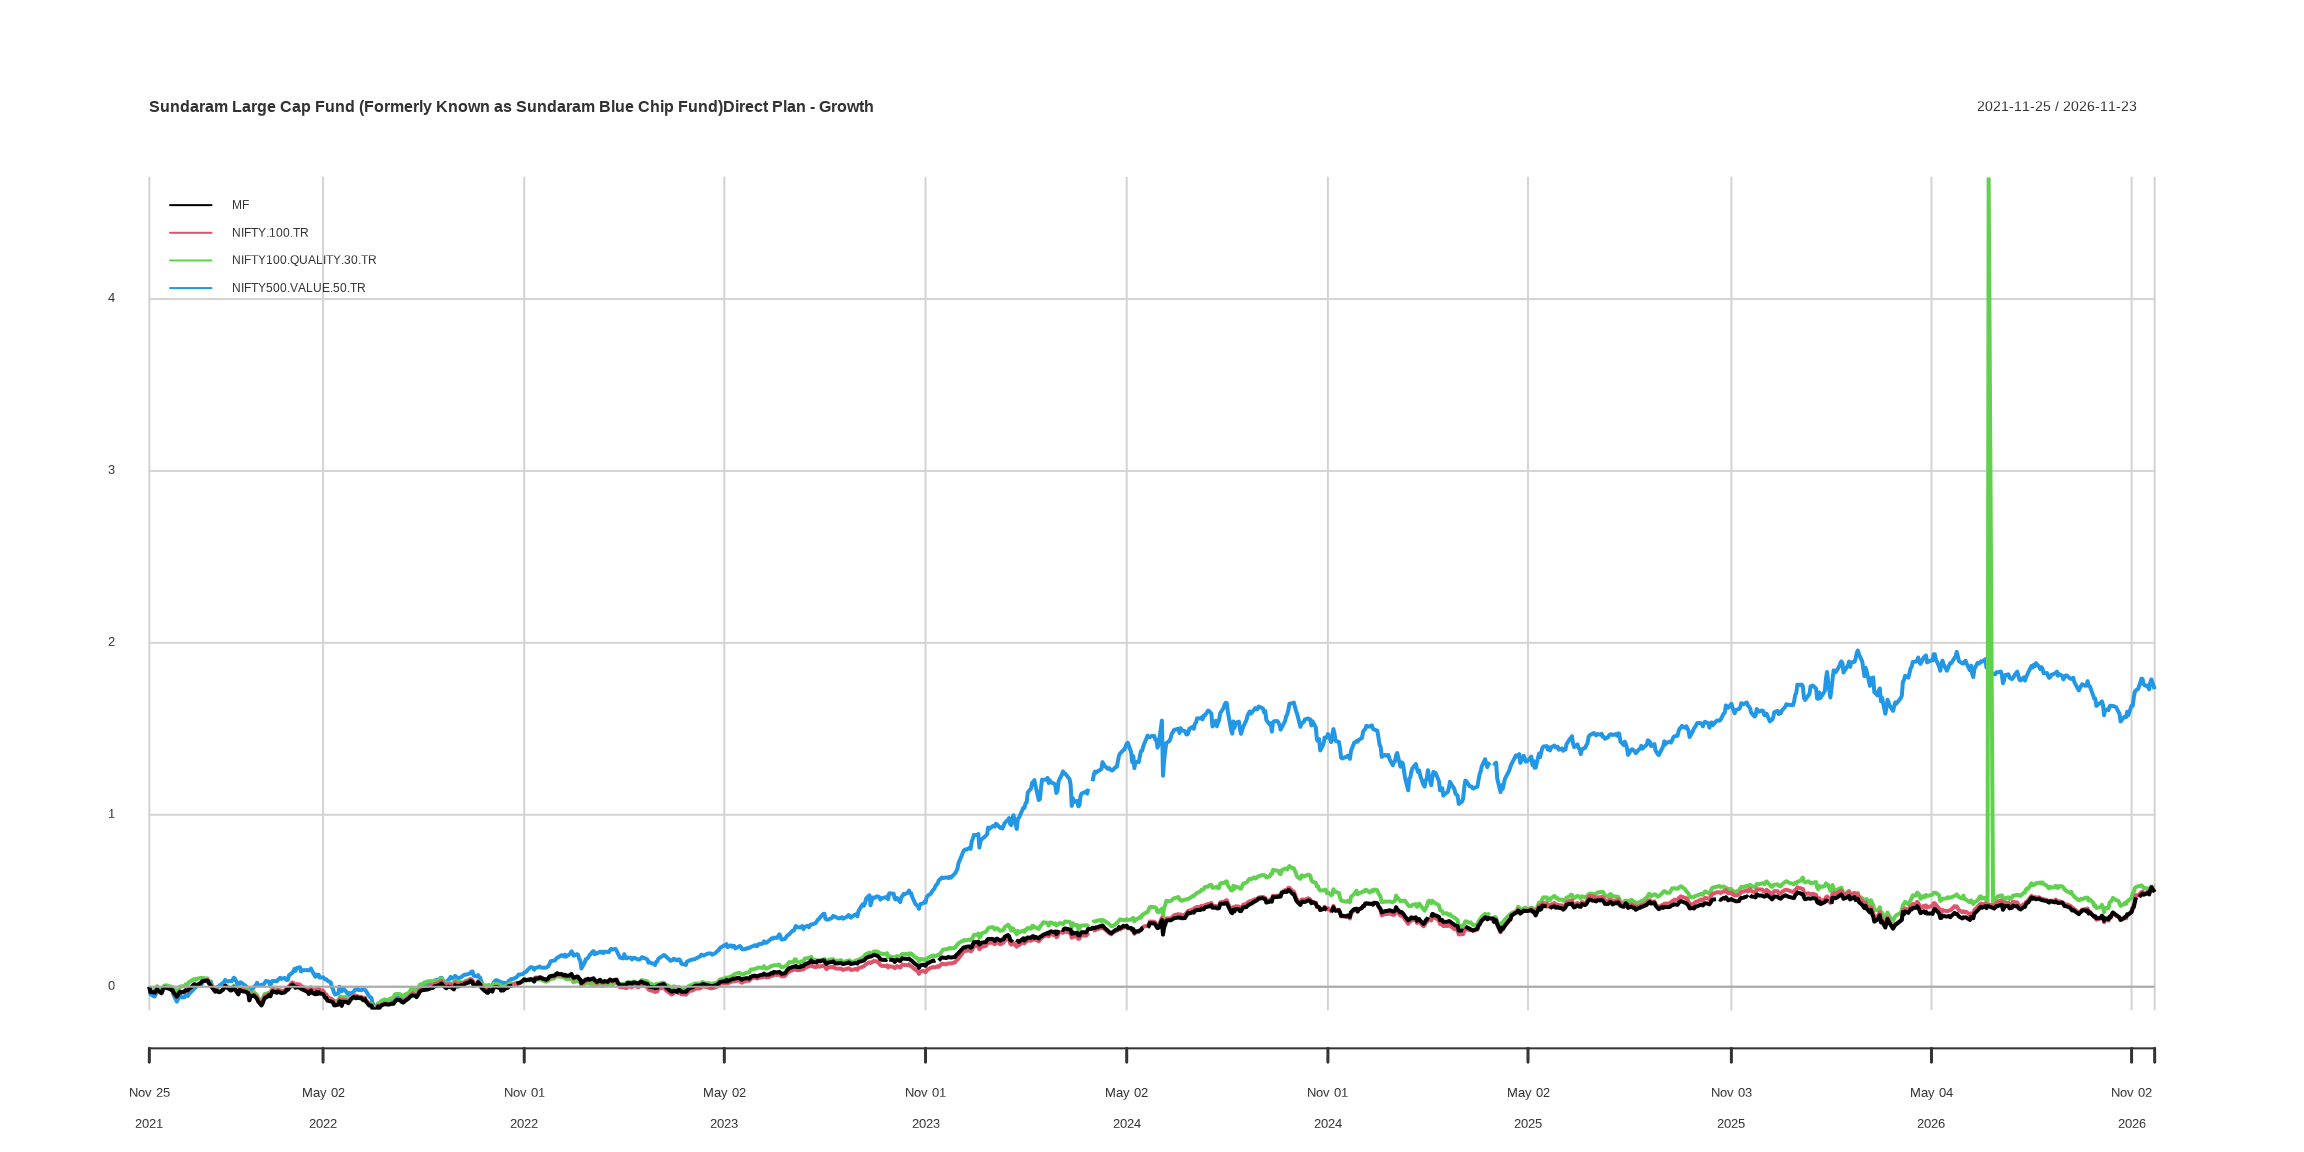 Sundaram Large Cap Fund (Formerly Known as Sundaram Blue Chip Fund)Direct Plan - Growth
2021-11-25 / 2026-11-23
MF
NIFTY.100.TR
NIFTY100.QUALITY.30.TR
NIFTY500.VALUE.50.TR
4
3
2
1
0
Nov 25 May 02 Nov 01 May 02 Nov 01 May 02 Nov 01 May 02 Nov 03 May 04 Nov 02
2021 2022 2022 2023 2023 2024 2024 2025 2025 2026 2026